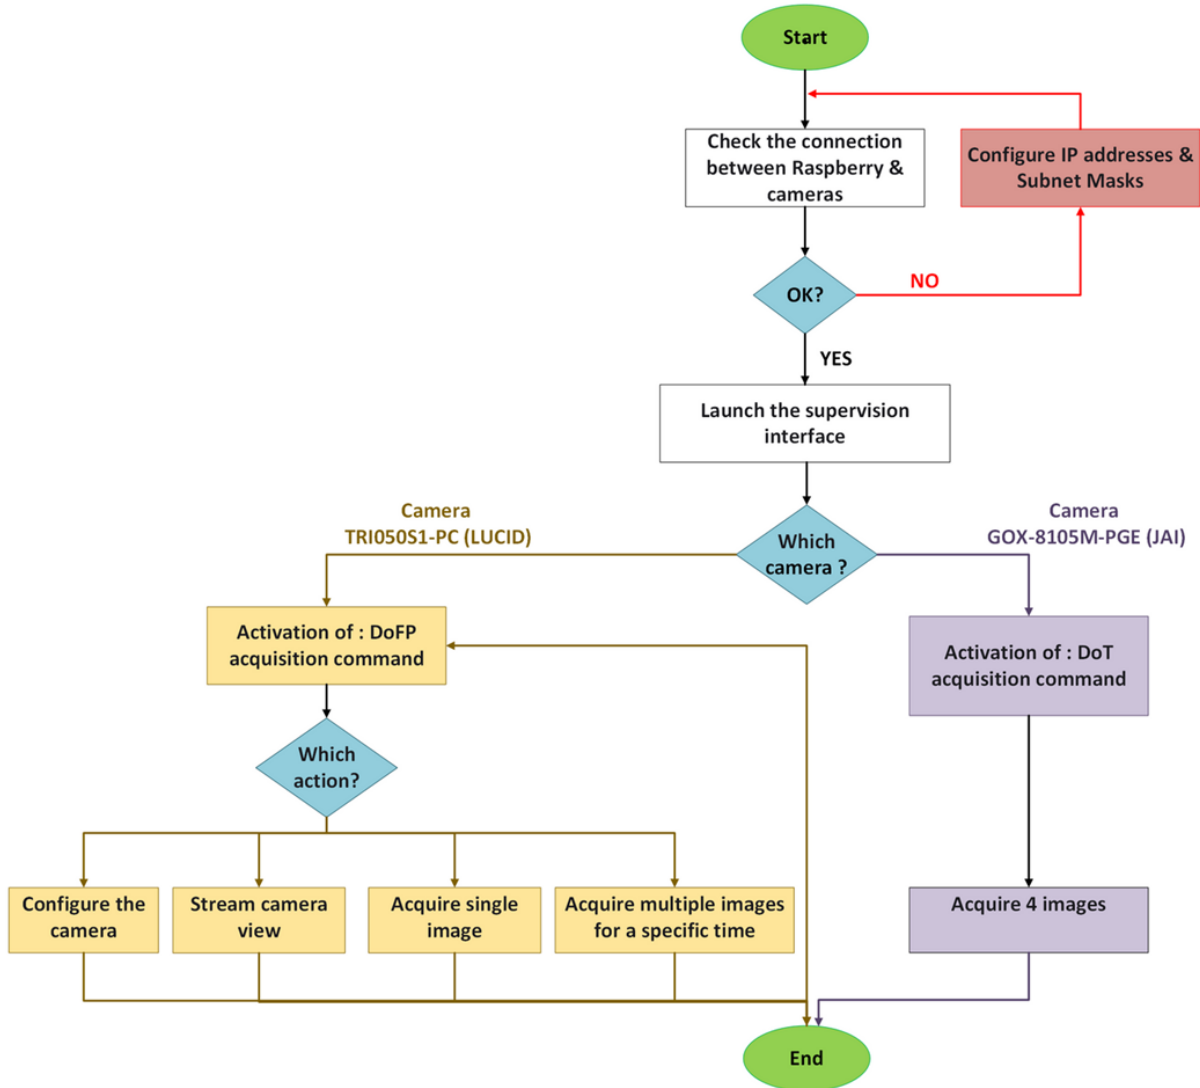 Start
Check the connection
between Raspberry &
cameras
Configure IP addresses &
Subnet Masks
OK?
NO
YES
Launch the supervision
interface
Camera
TRI050S1-PC (LUCID)
Which
camera ?
Camera
GOX-8105M-PGE (JAI)
Activation of : DoFP
acquisition command
Activation of : DoT
acquisition command
Which
action?
Configure the
camera
Stream camera
view
Acquire single
image
Acquire multiple images
for a specific time
Acquire 4 images
End